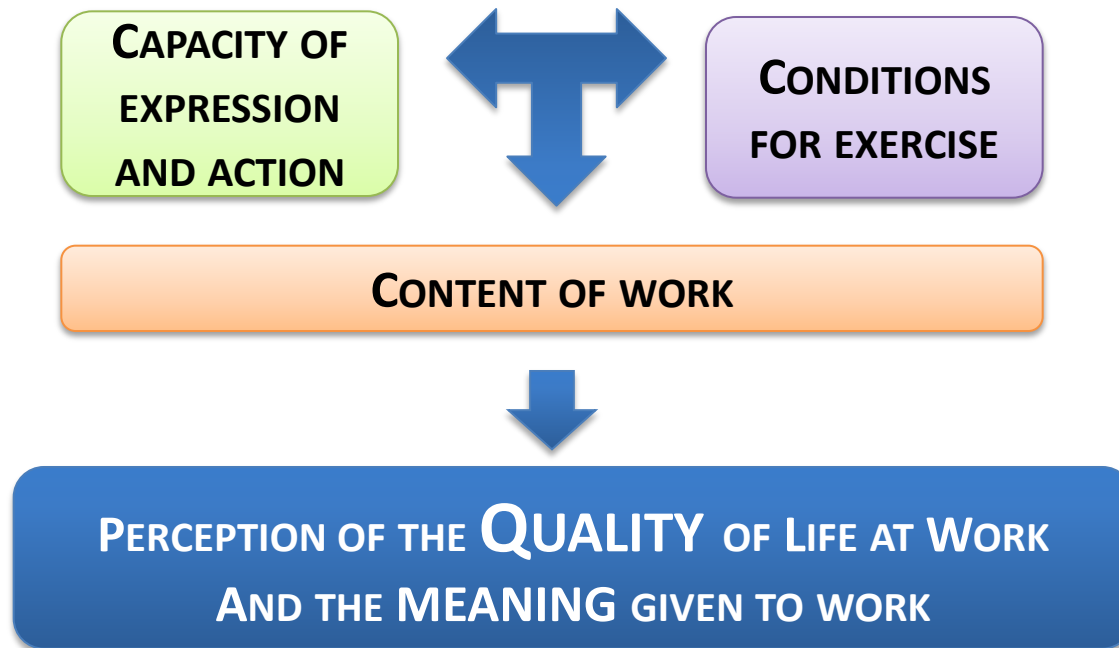 CAPACITY OF
EXPRESSION
AND ACTION
CONDITIONS
FOR EXERCISE
CONTENT OF WORK
PERCEPTION OF THE QUALITY OF LIFE AT WORK
AND THE MEANING GIVEN TO WORK